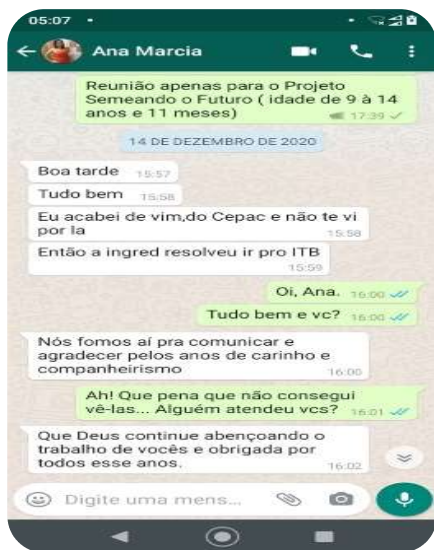 05:07
Ana Marcia
Reunião apenas para o Projeto
Semeando o Futuro ( idade de 9 à 14
anos e 11 meses)
17:39
14 DE DEZEMBRO DE 2020
Boa tarde 15:57
Tudo bem 15:58
Eu acabei de vim,do Cepac e não te vi
por la
15:58
Então a ingred resolveu ir pro ITB
15:59
Oi, Ana. 16:00
Tudo bem e vc? 16:00
Nós fomos aí pra comunicar e
agradecer pelos anos de carinho e
companheirismo
16:00
Ah! Que pena que não consegui
vê-las... Alguém atendeu vcs? 16:01
Que Deus continue abençoando o
trabalho de vocês e obrigada por
todos esse anos.
16:02
Digite uma mens...